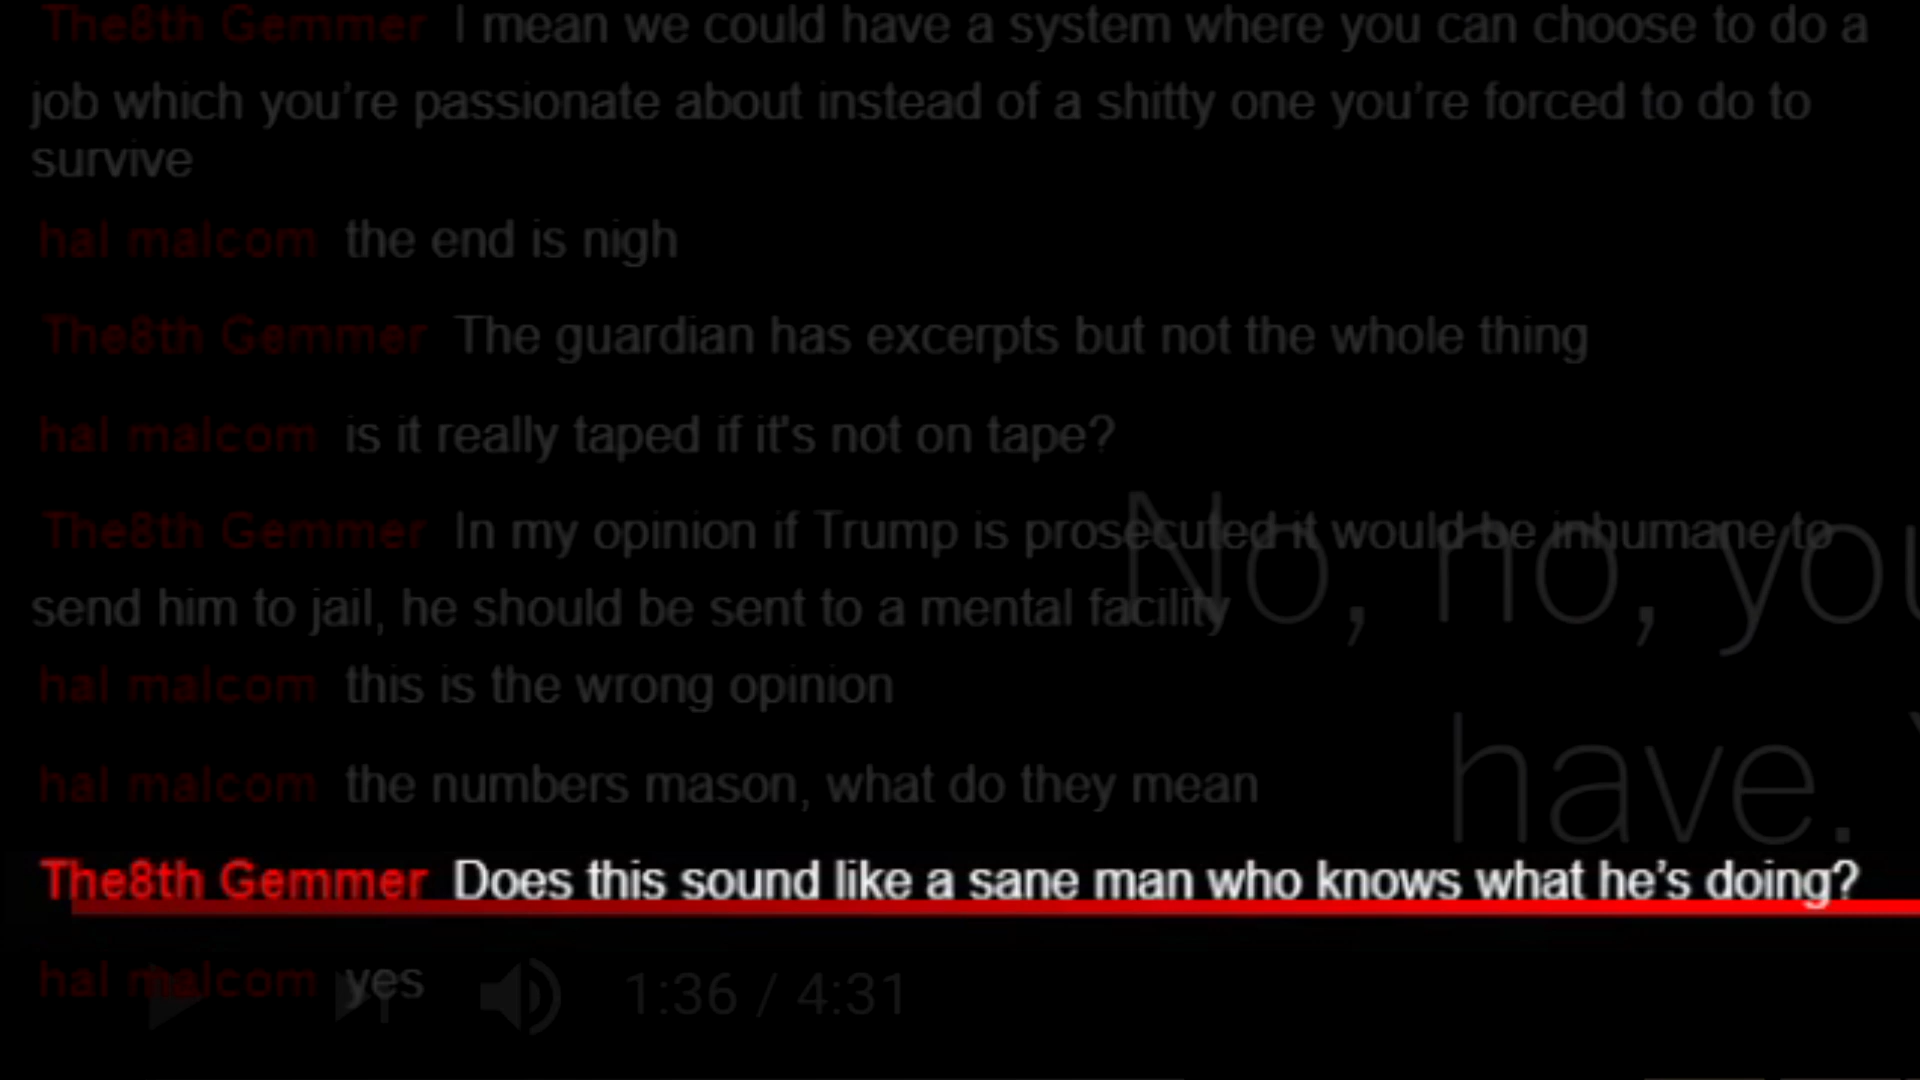 The8th Gemmer I mean we could have a system where you can choose to do a
job which you’re passionate about instead of a shitty one you’re forced to do to
survive
hal malcom the end is nigh
The8th Gemmer The guardian has excerpts but not the whole thing
hal malcom is it really taped if it's not on tape?
The8th Gemmer In my opinion if Trump is prosecuted it would be inhumane to
send him to jail, he should be sent to a mental facility
No, no, you
hal malcom this is the wrong opinion
have.
hal malcom the numbers mason, what do they mean
The8th Gemmer Does this sound like a sane man who knows what he’s doing?
hal malcom yes
1:36 / 4:31